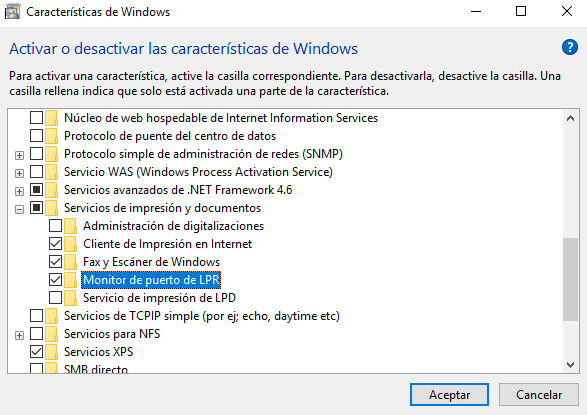 Características de Windows
Activar o desactivar las características de Windows
?
Para activar una característica, active la casilla correspondiente. Para desactivarla, desactive la casilla. Una
casilla rellena indica que solo está activada una parte de la característica.
Núcleo de web hospedable de Internet Information Services
Protocolo de puente del centro de datos
Protocolo simple de administración de redes (SNMP)
Servicio WAS (Windows Process Activation Service)
Servicios avanzados de .NET Framework 4.6
Servicios de impresión y documentos
Administración de digitalizaciones
Cliente de Impresión en Internet
Fax y Escáner de Windows
Monitor de puerto de LPR
Servicio de impresión de LPD
Servicios de TCPIP simple (por ej; echo, daytime etc)
Servicios para NFS
Servicios XPS
SMB directo
Aceptar
Cancelar